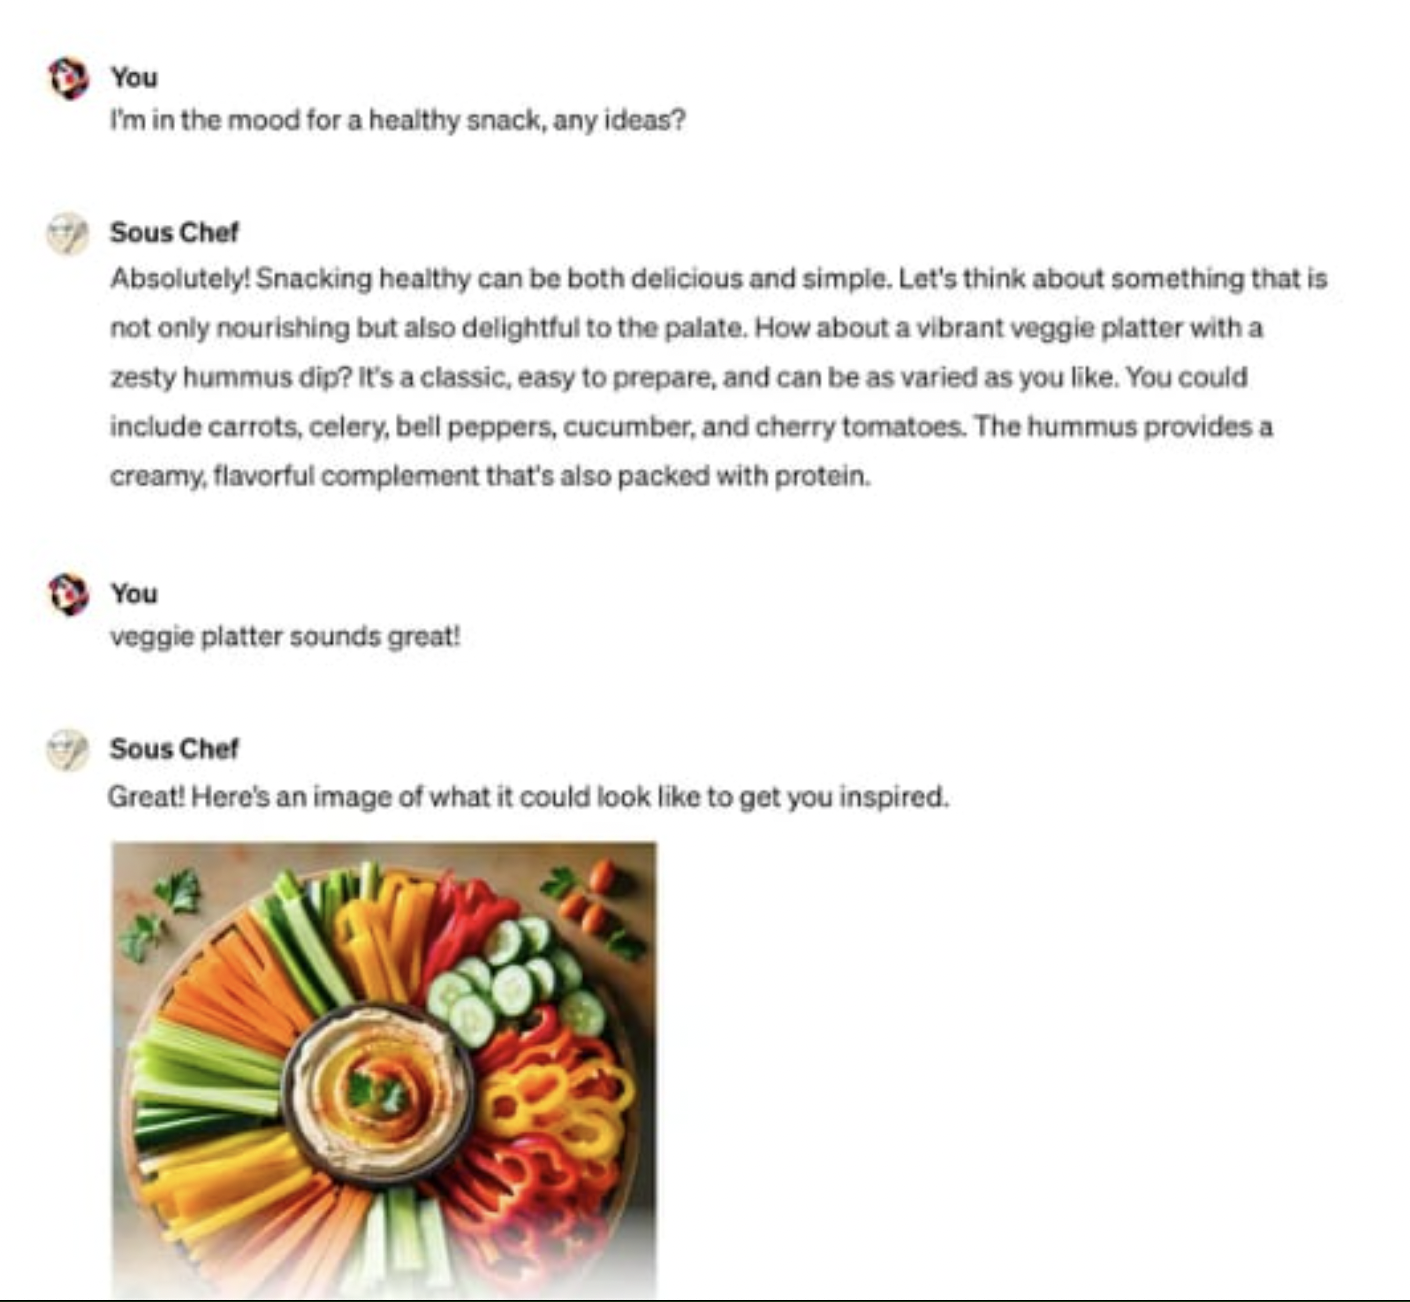 You
I'm in the mood for a healthy snack, any ideas?
Sous Chef
Absolutely! Snacking healthy can be both delicious and simple. Let's think about something that is
not only nourishing but also delightful to the palate. How about a vibrant veggie platter with a
zesty hummus dip? It's a classic, easy to prepare, and can be as varied as you like. You could
include carrots, celery, bell peppers, cucumber, and cherry tomatoes. The hummus provides a
creamy, flavorful complement that's also packed with protein.
You
veggie platter sounds great!
Sous Chef
Great! Here's an image of what it could look like to get you inspired.